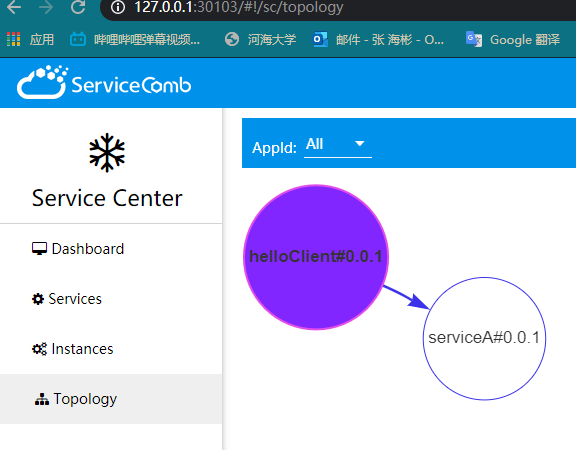 127.0.0.1:30103/#!/sc/topology
应用 哔哩哔哩弹幕视频... 河海大学 邮件 - 张 海彬 - O... Google 翻译
ServiceComb
Service Center
Dashboard
Services
Instances
Topology
AppId: All
helloClient#0.0.1
serviceA#0.0.1